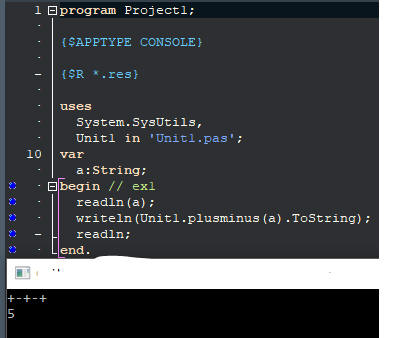 1 program Project1;
{$APPTYPE CONSOLE}
{$R *.res}
uses
System.SysUtils,
Unit1 in 'Unit1.pas';
10 var
a:String;
begin // ex1
readln(a);
writeln(Unit1.plusminus(a).ToString);
readln;
end.
+-+-+
5